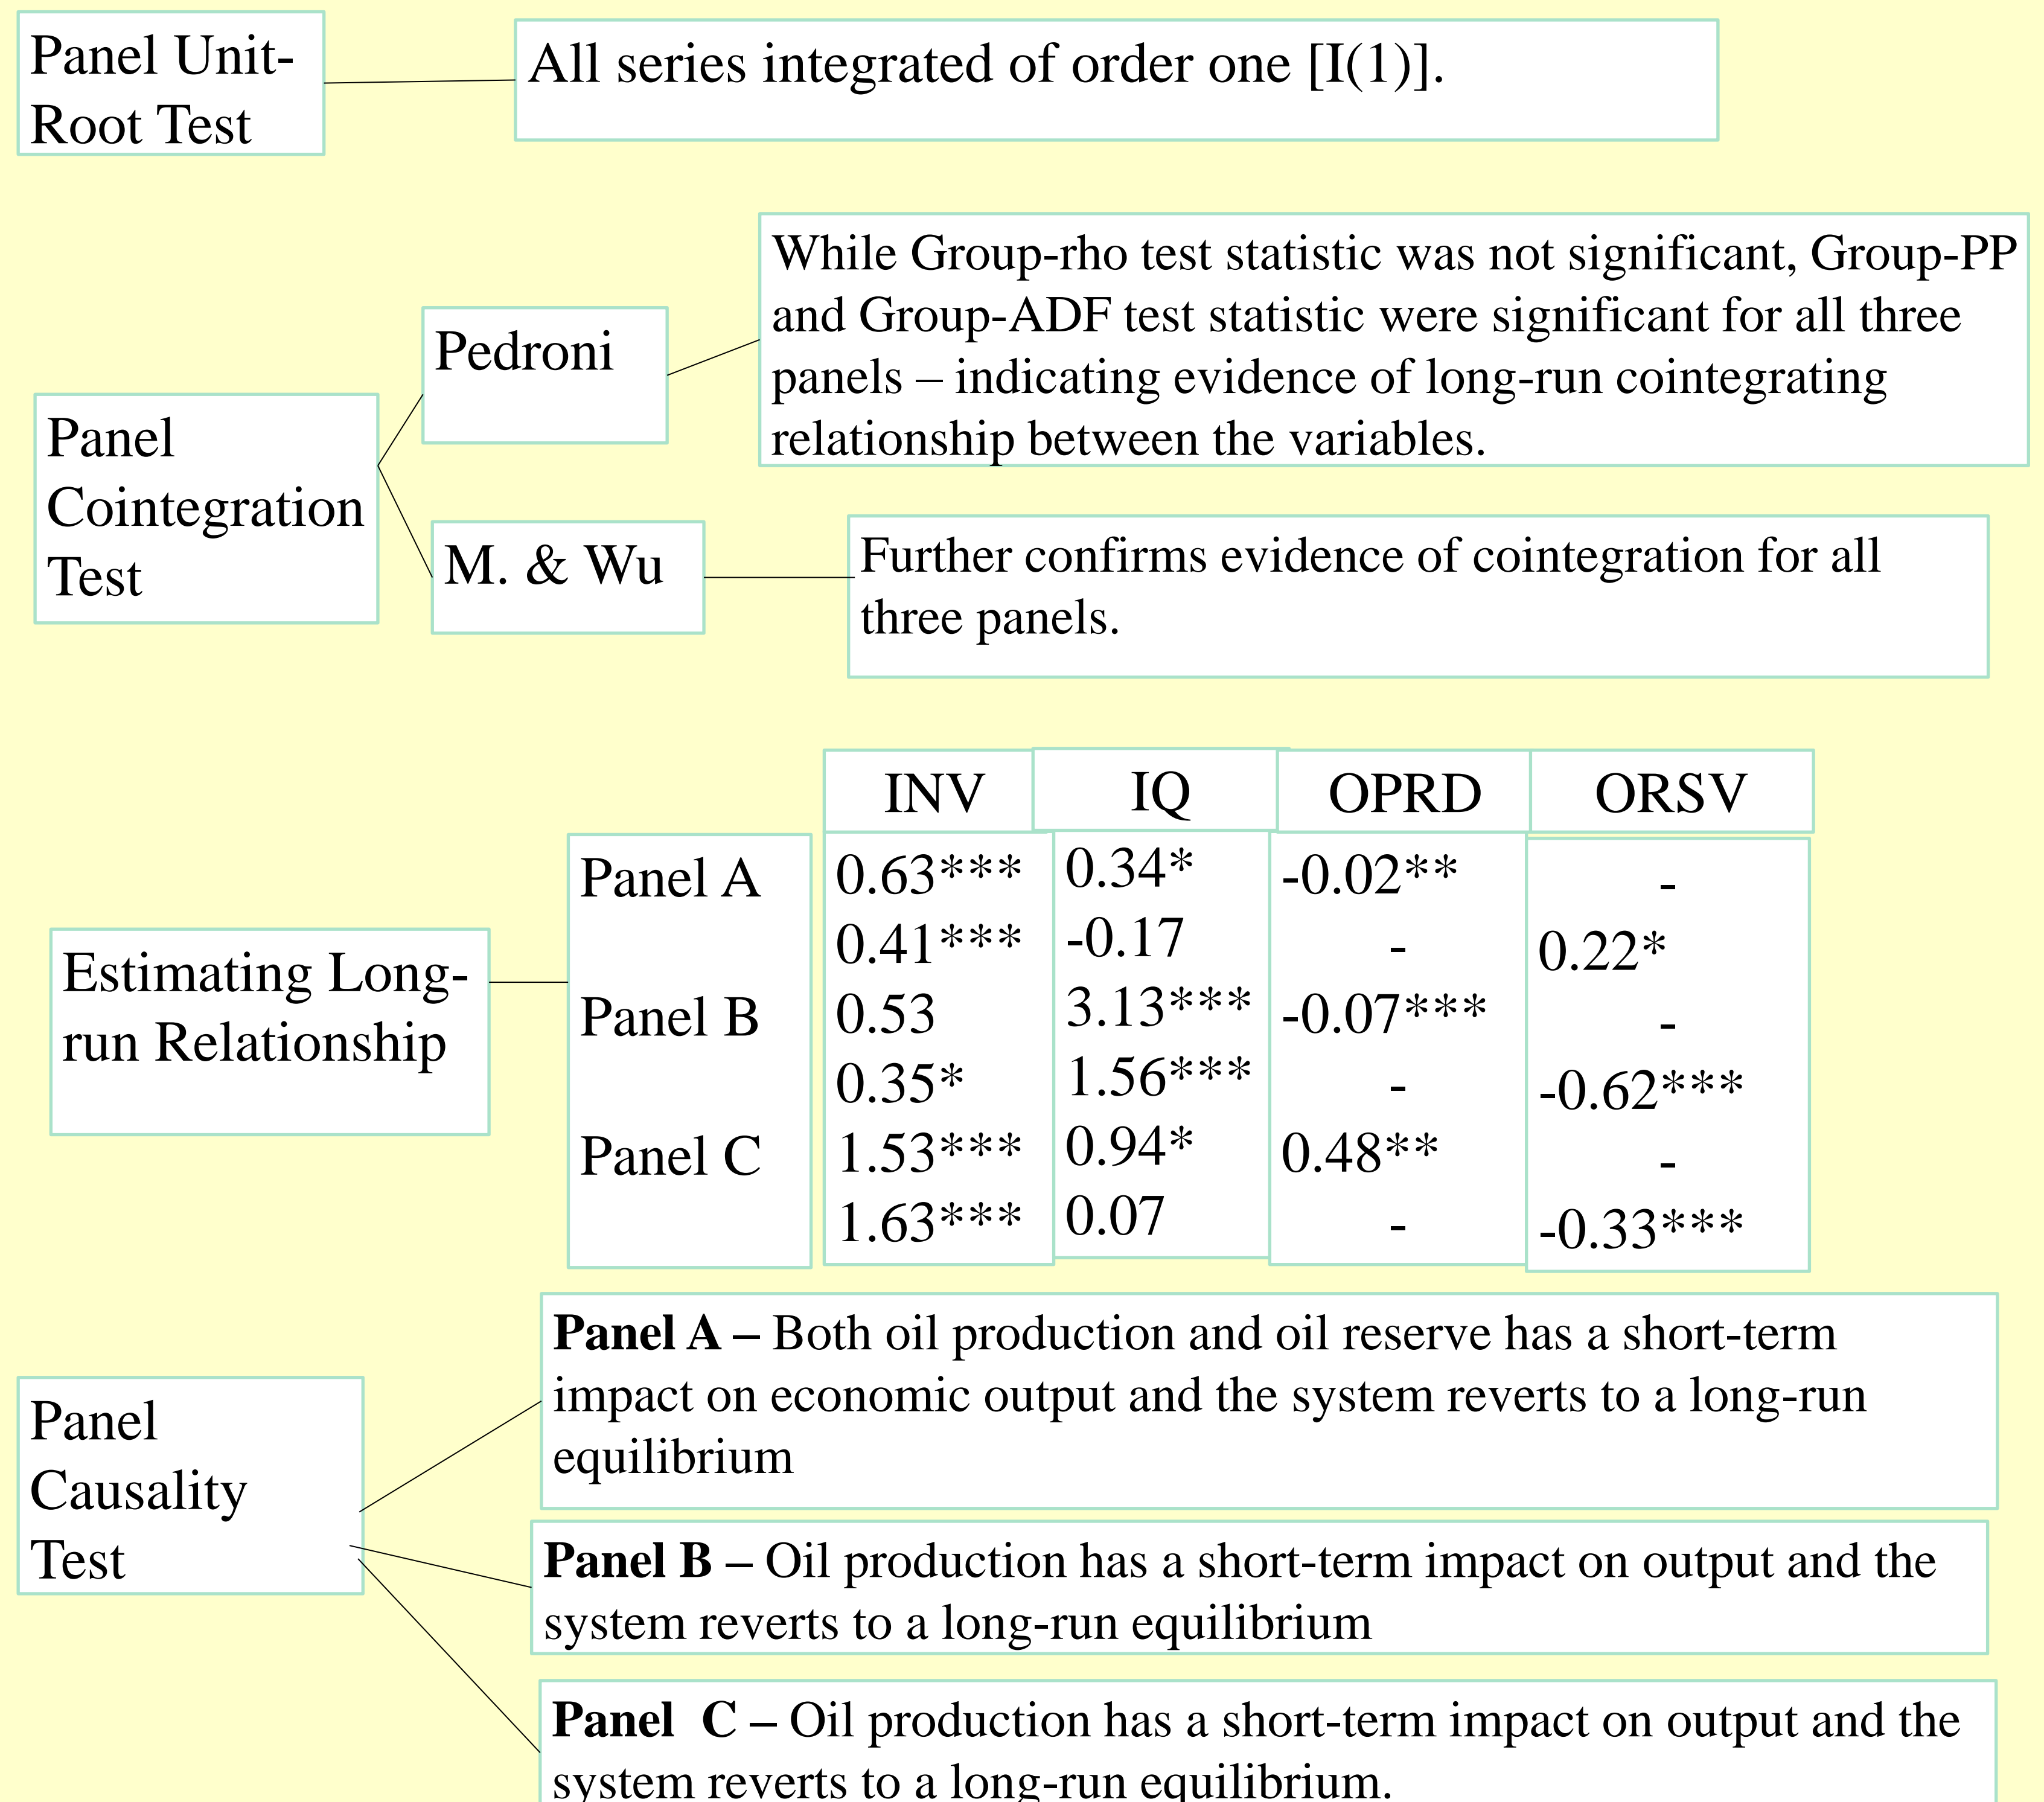 Panel Unit-
Root Test
All series integrated of order one [I(1)].
Panel
Cointegration
Test
Pedroni
While Group-rho test statistic was not significant, Group-PP
and Group-ADF test statistic were significant for all three
panels – indicating evidence of long-run cointegrating
relationship between the variables.
M. & Wu
Further confirms evidence of cointegration for all
three panels.
Estimating Long-
run Relationship
INV IQ OPRD ORSV
Panel A 0.63*** 0.34* -0.02** -
0.41*** -0.17 - 0.22*
Panel B 0.53 3.13*** -0.07*** -
0.35* 1.56*** - -0.62***
Panel C 1.53*** 0.94* 0.48** -
1.63*** 0.07 - -0.33***
Panel
Causality
Test
Panel A – Both oil production and oil reserve has a short-term
impact on economic output and the system reverts to a long-run
equilibrium
Panel B – Oil production has a short-term impact on output and the
system reverts to a long-run equilibrium
Panel  C – Oil production has a short-term impact on output and the
system reverts to a long-run equilibrium.